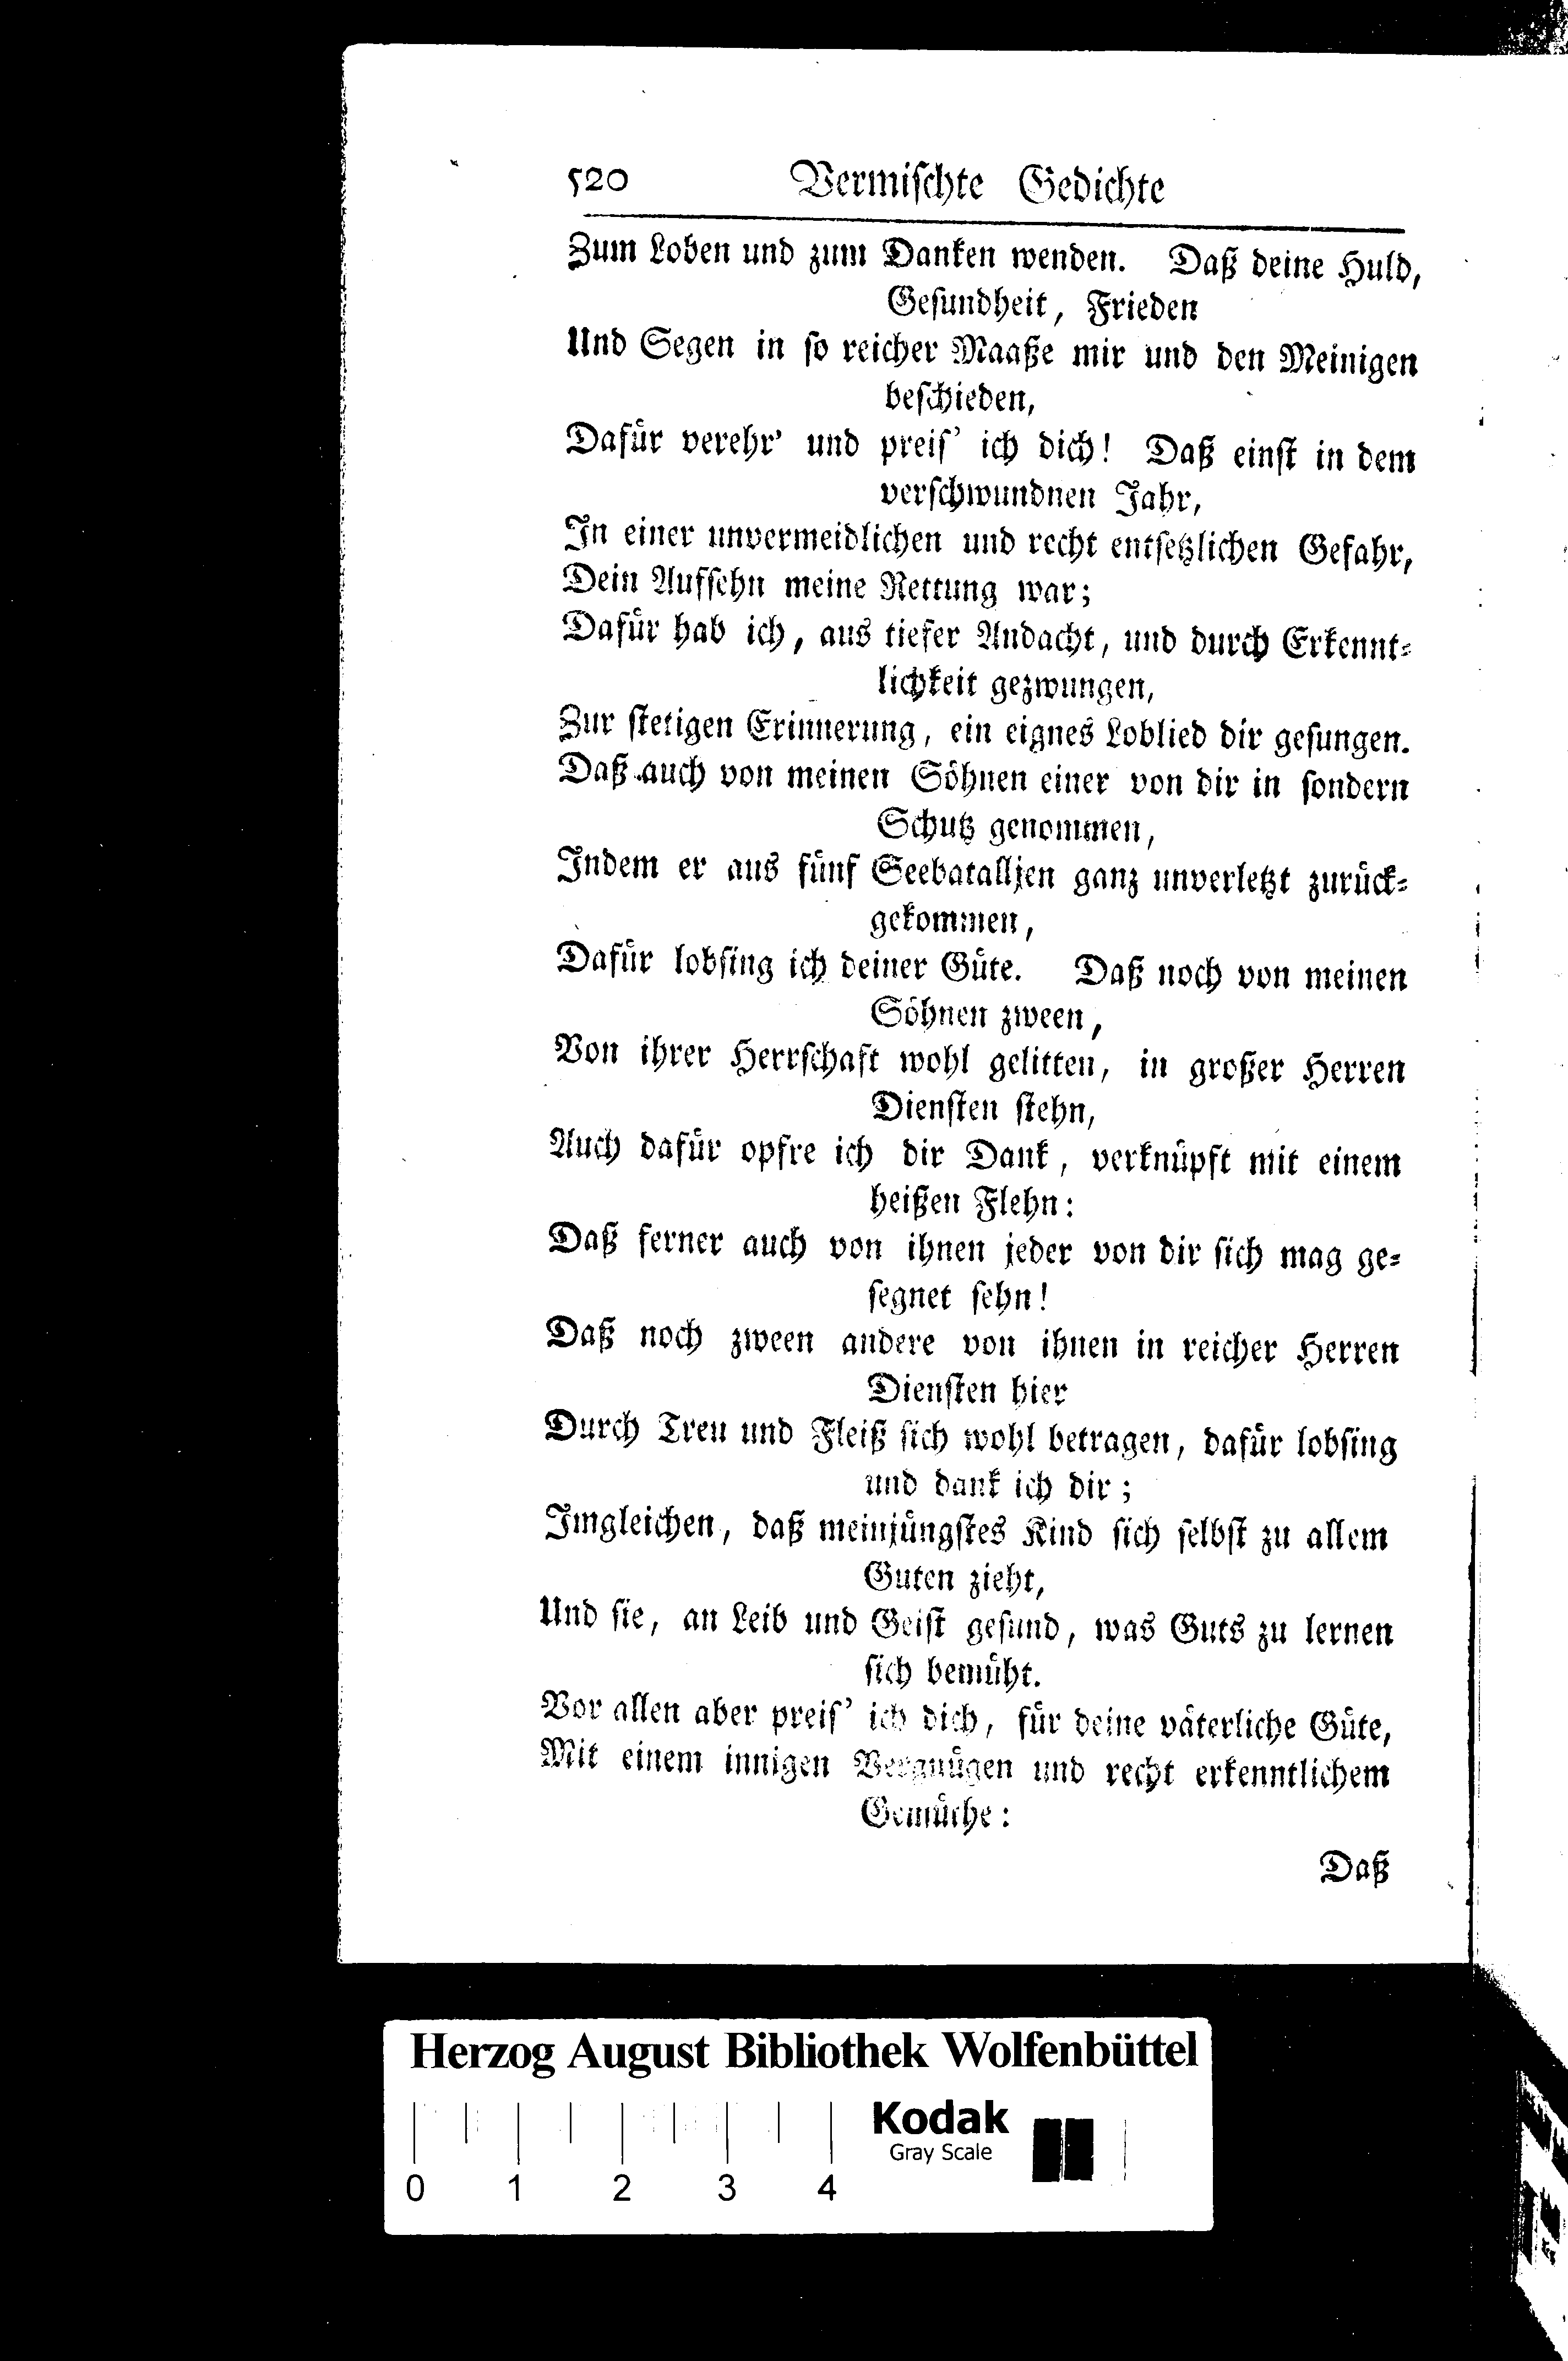 520 Vermischte Gedichte
Zum Loben und zum Danken wenden. Daß deine Huld,
Gesundheit, Frieden
Und Segen in so reicher Maaße mir und den Meinigen
beschieden,
Dafür verehr' und preis' ich dich! Daß einst in dem
verschwundnen Jahr,
In einer unvermeidlichen und recht entsetzlichen Gefahr,
Dein Aufsehn meine Rettung war;
Dafür hab ich, aus tiefer Andacht, und durch Erkennt-
lichkeit gezwungen,
Zur stetigen Erinnerung, ein eignes Loblied dir gesungen.
Daß auch von meinen Söhnen einer von dir in sondern
Schutz genommen,
Indem er aus fünf Seebatalljen ganz unverletzt zurück-
gekommen,
Dafür lobsing ich deiner Güte. Daß noch von meinen
Söhnen zween,
Von ihrer Herrschaft wohl gelitten, in großer Herren
Diensten stehn,
Auch dafür opfre ich dir Dank, verknüpft mit einem
heißen Flehn:
Daß ferner auch von ihnen jeder von dir sich mag ge-
segnet sehn!
Daß noch zween andere von ihnen in reicher Herren
Diensten hier
Durch Treu und Fleiß sich wohl betragen, dafür lobsing
und dank ich dir;
Imgleichen, daß mein jüngstes Kind sich selbst zu allem
Guten zieht,
Und sie, an Leib und Geist gesund, was Guts zu lernen
sich bemüht.
Vor allen aber preis' ich dich, für deine väterliche Güte,
Mit einem innigen Vergnügen und recht erkenntlichem
Gemüthe:
Daß
Herzog August Bibliothek Wolfenbüttel
Kodak
Gray Scale
0 1 2 3 4